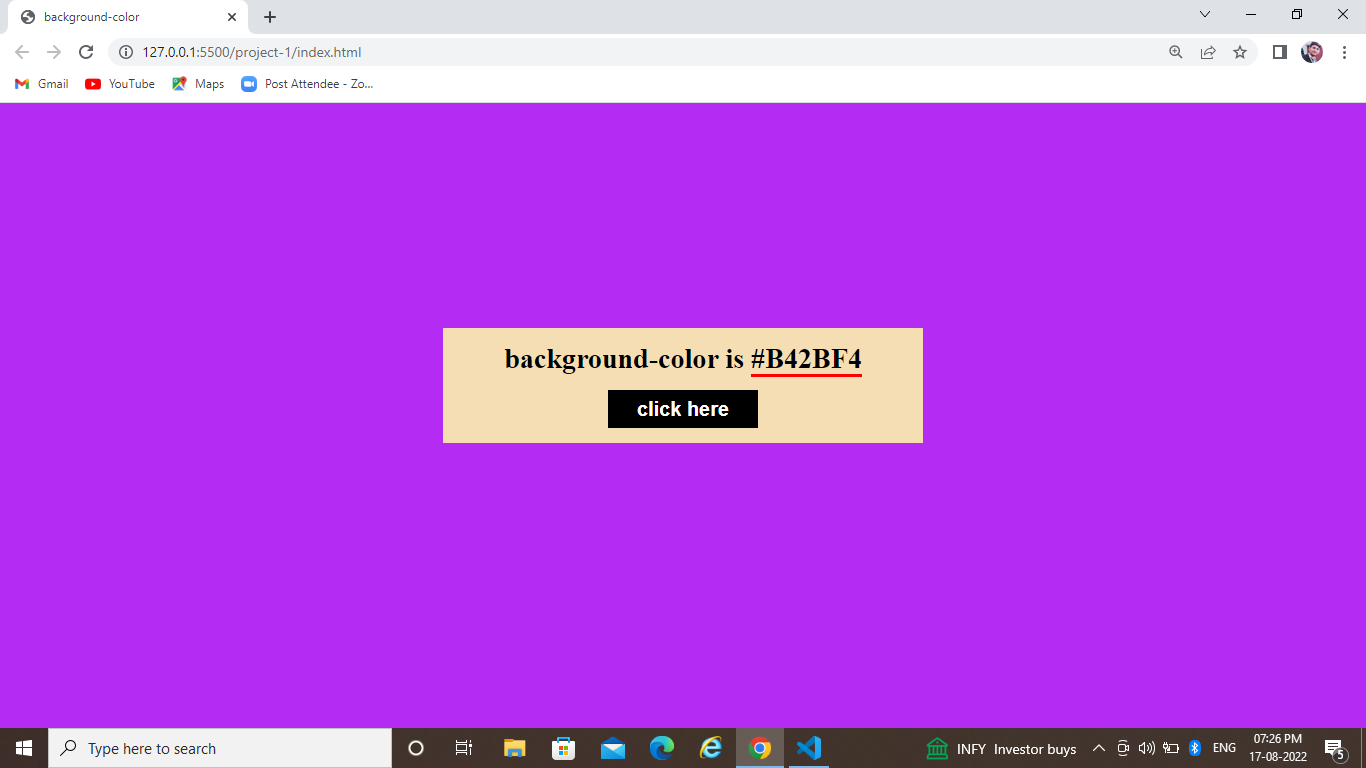 background-color
127.0.0.1:5500/project-1/index.html
Gmail YouTube Maps Post Attendee - Zo...
background-color is #B42BF4
click here
Type here to search
INFY Investor buys
ENG
07:26 PM
17-08-2022
5